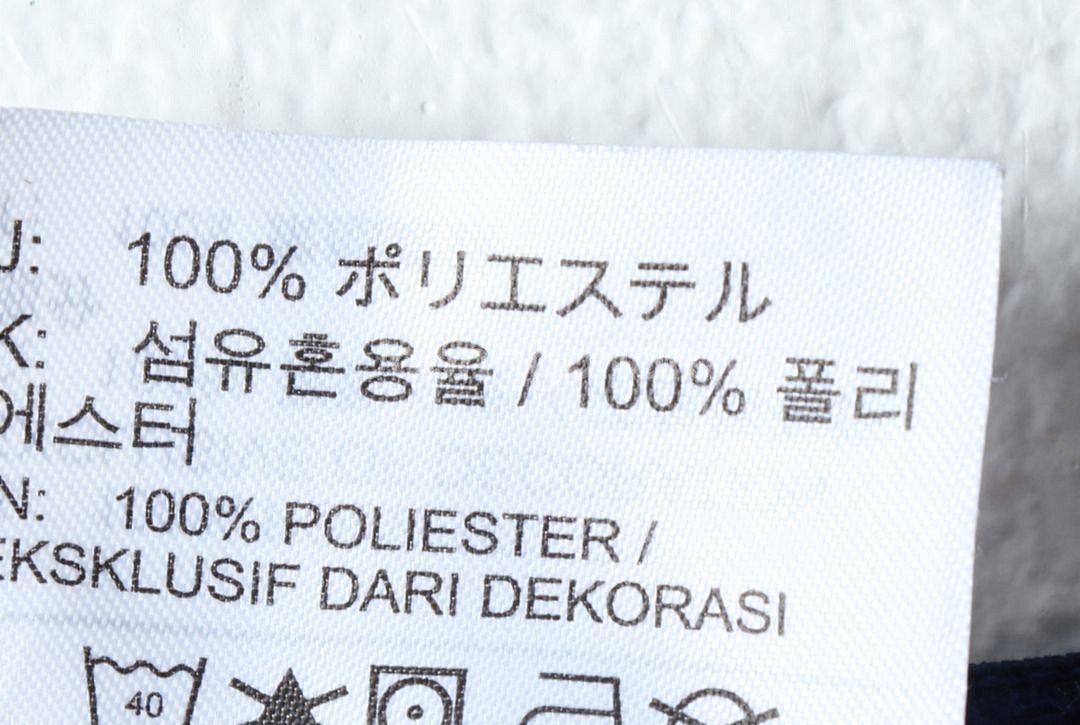 J: 100% ポリエステル
K: 섬유혼용율 / 100% 폴리
에스터
N: 100% POLIESTER /
EKSKLUSIF DARI DEKORASI
40